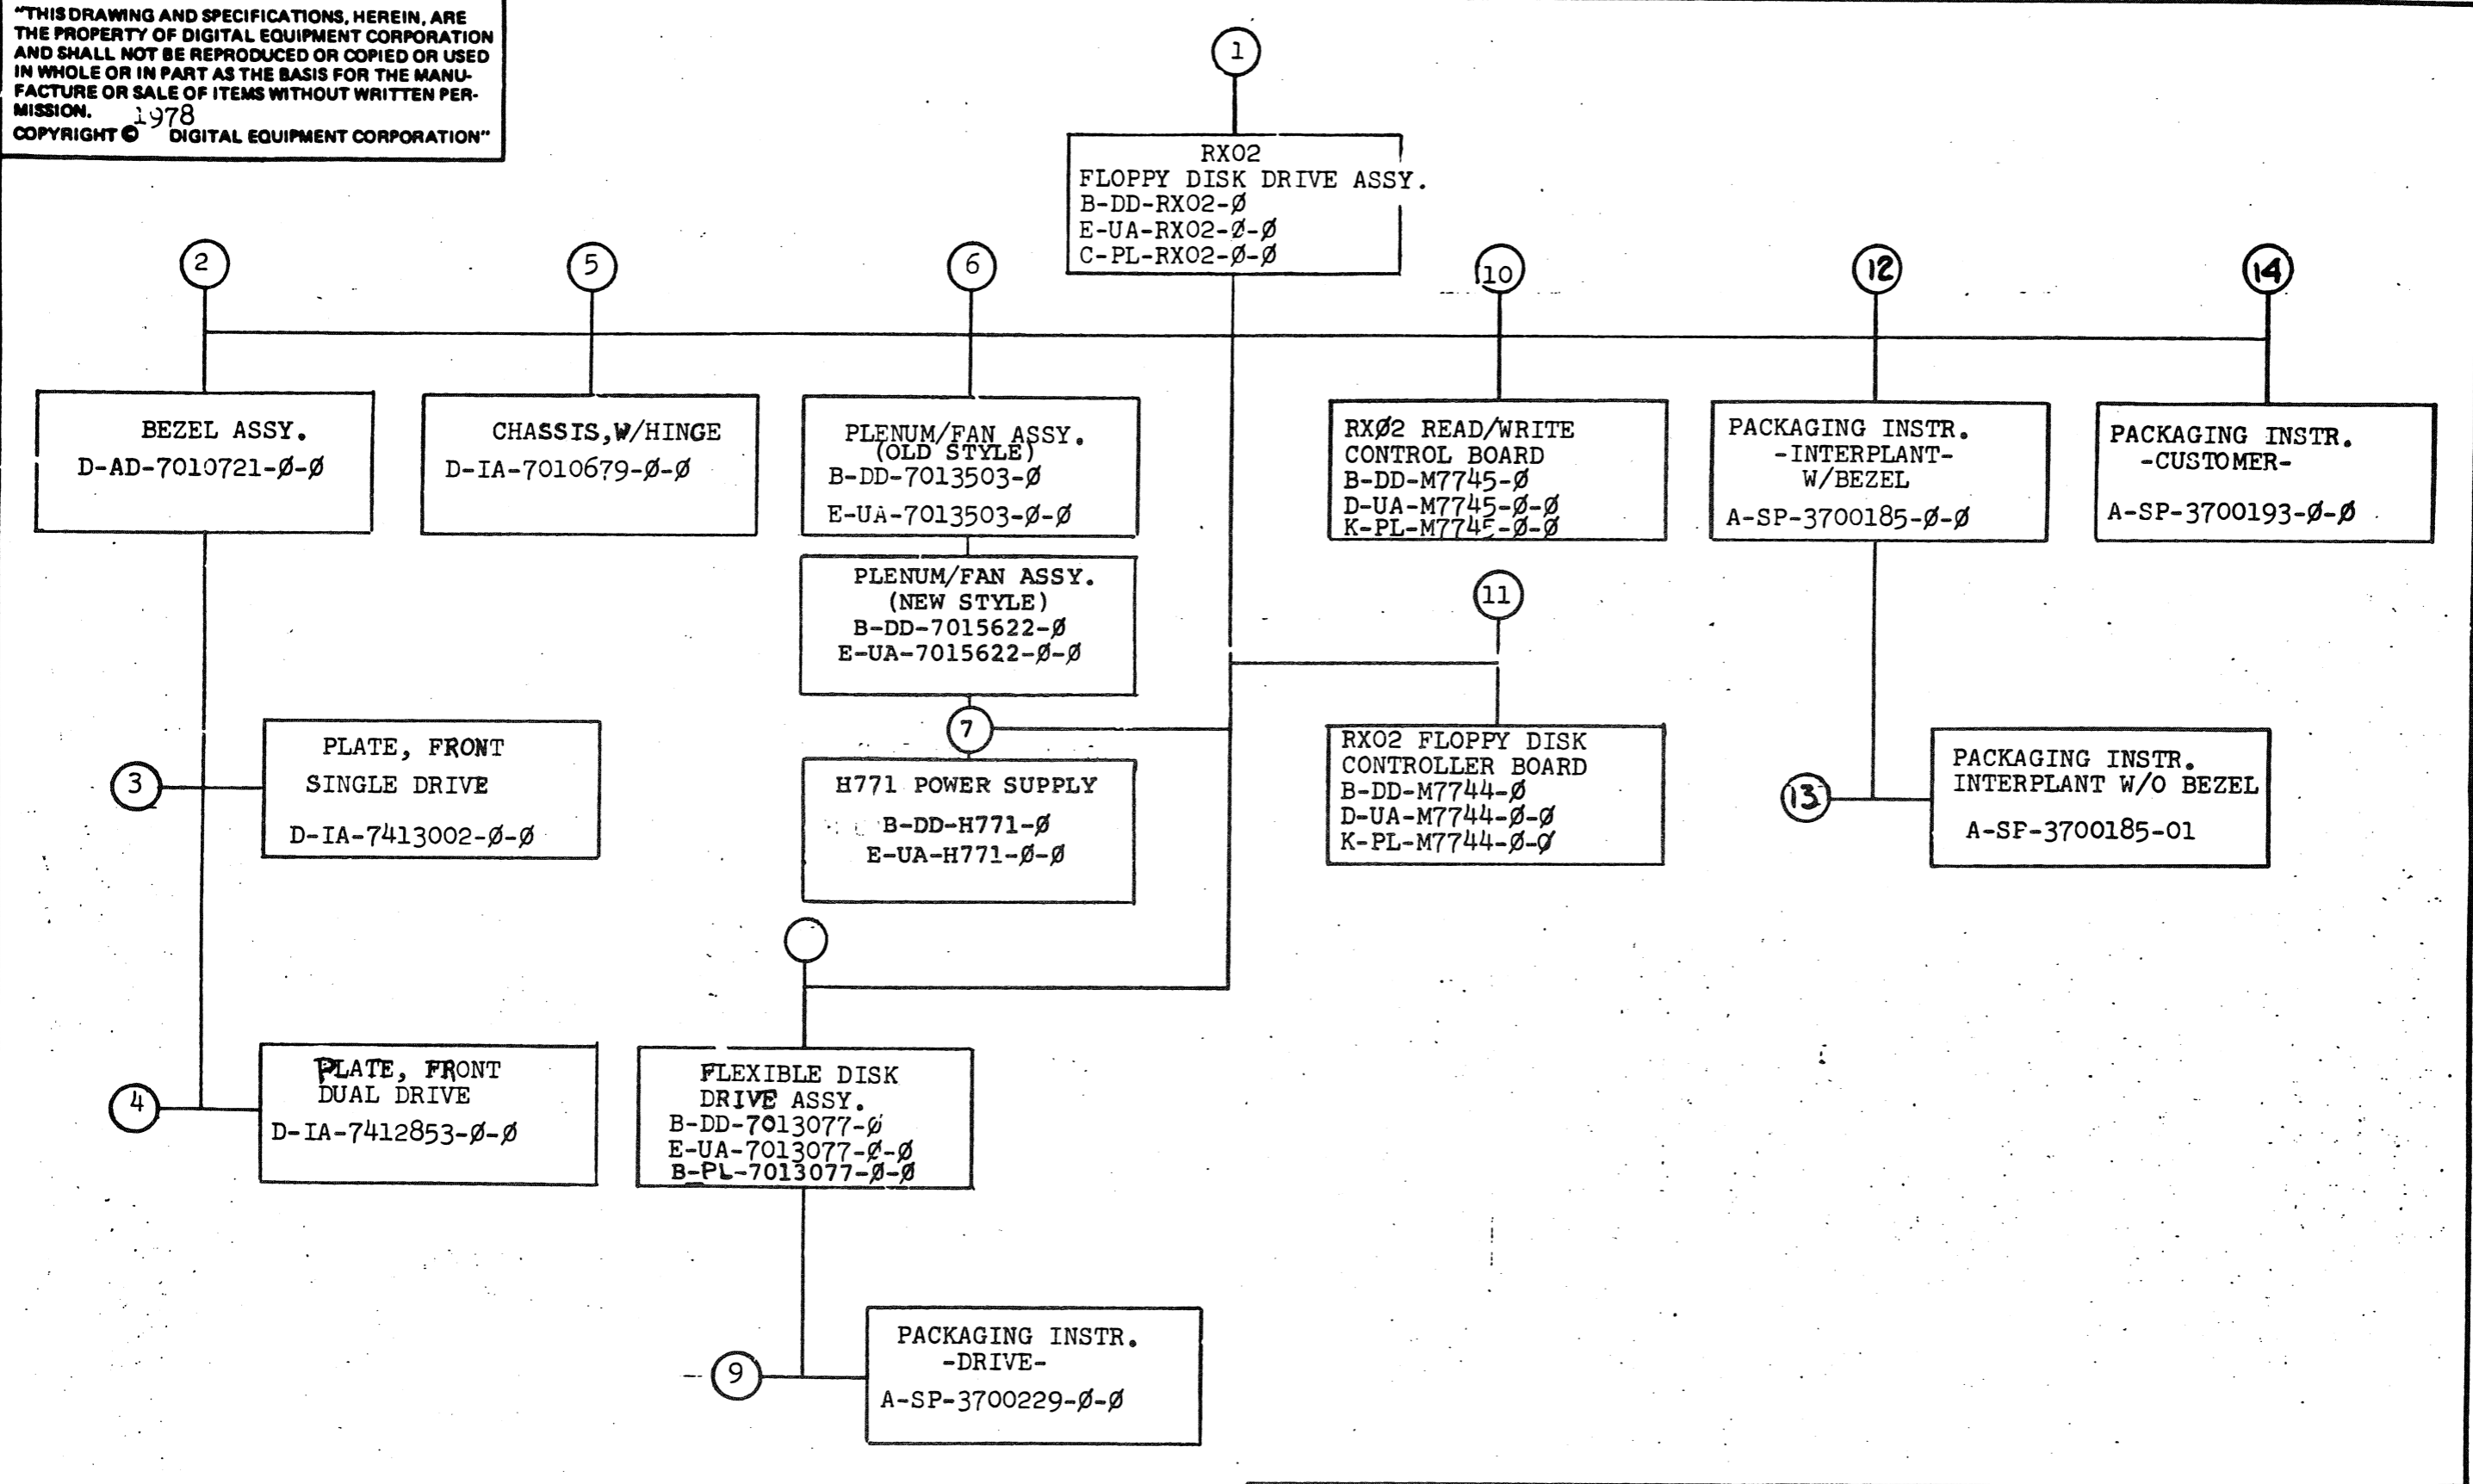 "THIS DRAWING AND SPECIFICATIONS, HEREIN, ARE
THE PROPERTY OF DIGITAL EQUIPMENT CORPORATION
AND SHALL NOT BE REPRODUCED OR COPIED OR USED
IN WHOLE OR IN PART AS THE BASIS FOR THE MANU-
FACTURE OR SALE OF ITEMS WITHOUT WRITTEN PER-
MISSION. 1978
COPYRIGHT © DIGITAL EQUIPMENT CORPORATION"
1
RX02
FLOPPY DISK DRIVE ASSY.
B-DD-RX02-Ø
E-UA-RX02-Ø-Ø
C-PL-RX02-Ø-Ø
2
BEZEL ASSY.
D-AD-7010721-Ø-Ø
5
CHASSIS,W/HINGE
D-IA-7010679-Ø-Ø
6
PLENUM/FAN ASSY.
(OLD STYLE)
B-DD-7013503-Ø
E-UA-7013503-Ø-Ø
PLENUM/FAN ASSY.
(NEW STYLE)
B-DD-7015622-Ø
E-UA-7015622-Ø-Ø
10
RXØ2 READ/WRITE
CONTROL BOARD
B-DD-M7745-Ø
D-UA-M7745-Ø-Ø
K-PL-M7745-Ø-Ø
12
PACKAGING INSTR.
-INTERPLANT-
W/BEZEL
A-SP-3700185-Ø-Ø
14
PACKAGING INSTR.
-CUSTOMER-
A-SP-3700193-Ø-Ø
3
PLATE, FRONT
SINGLE DRIVE
D-IA-7413002-Ø-Ø
7
H771 POWER SUPPLY
B-DD-H771-Ø
E-UA-H771-Ø-Ø
11
RX02 FLOPPY DISK
CONTROLLER BOARD
B-DD-M7744-Ø
D-UA-M7744-Ø-Ø
K-PL-M7744-Ø-Ø
13
PACKAGING INSTR.
INTERPLANT W/O BEZEL
A-SP-3700185-01
4
PLATE, FRONT
DUAL DRIVE
D-IA-7412853-Ø-Ø
FLEXIBLE DISK
DRIVE ASSY.
B-DD-7013077-Ø
E-UA-7013077-Ø-Ø
B-PL-7013077-Ø-Ø
9
PACKAGING INSTR.
-DRIVE-
A-SP-3700229-Ø-Ø